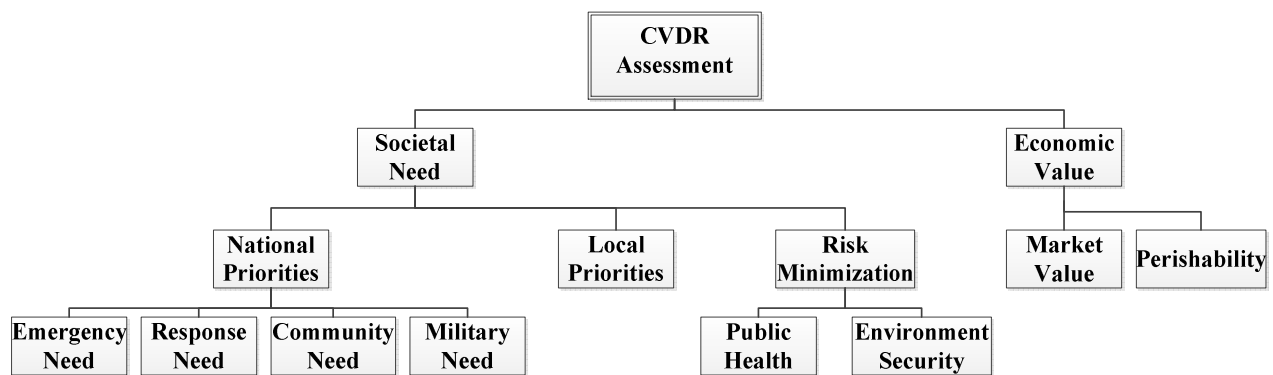 CVDR
Assessment
Societal
Need
Economic
Value
National
Priorities
Local
Priorities
Risk
Minimization
Market
Value
Perishability
Emergency
Need
Response
Need
Community
Need
Military
Need
Public
Health
Environment
Security